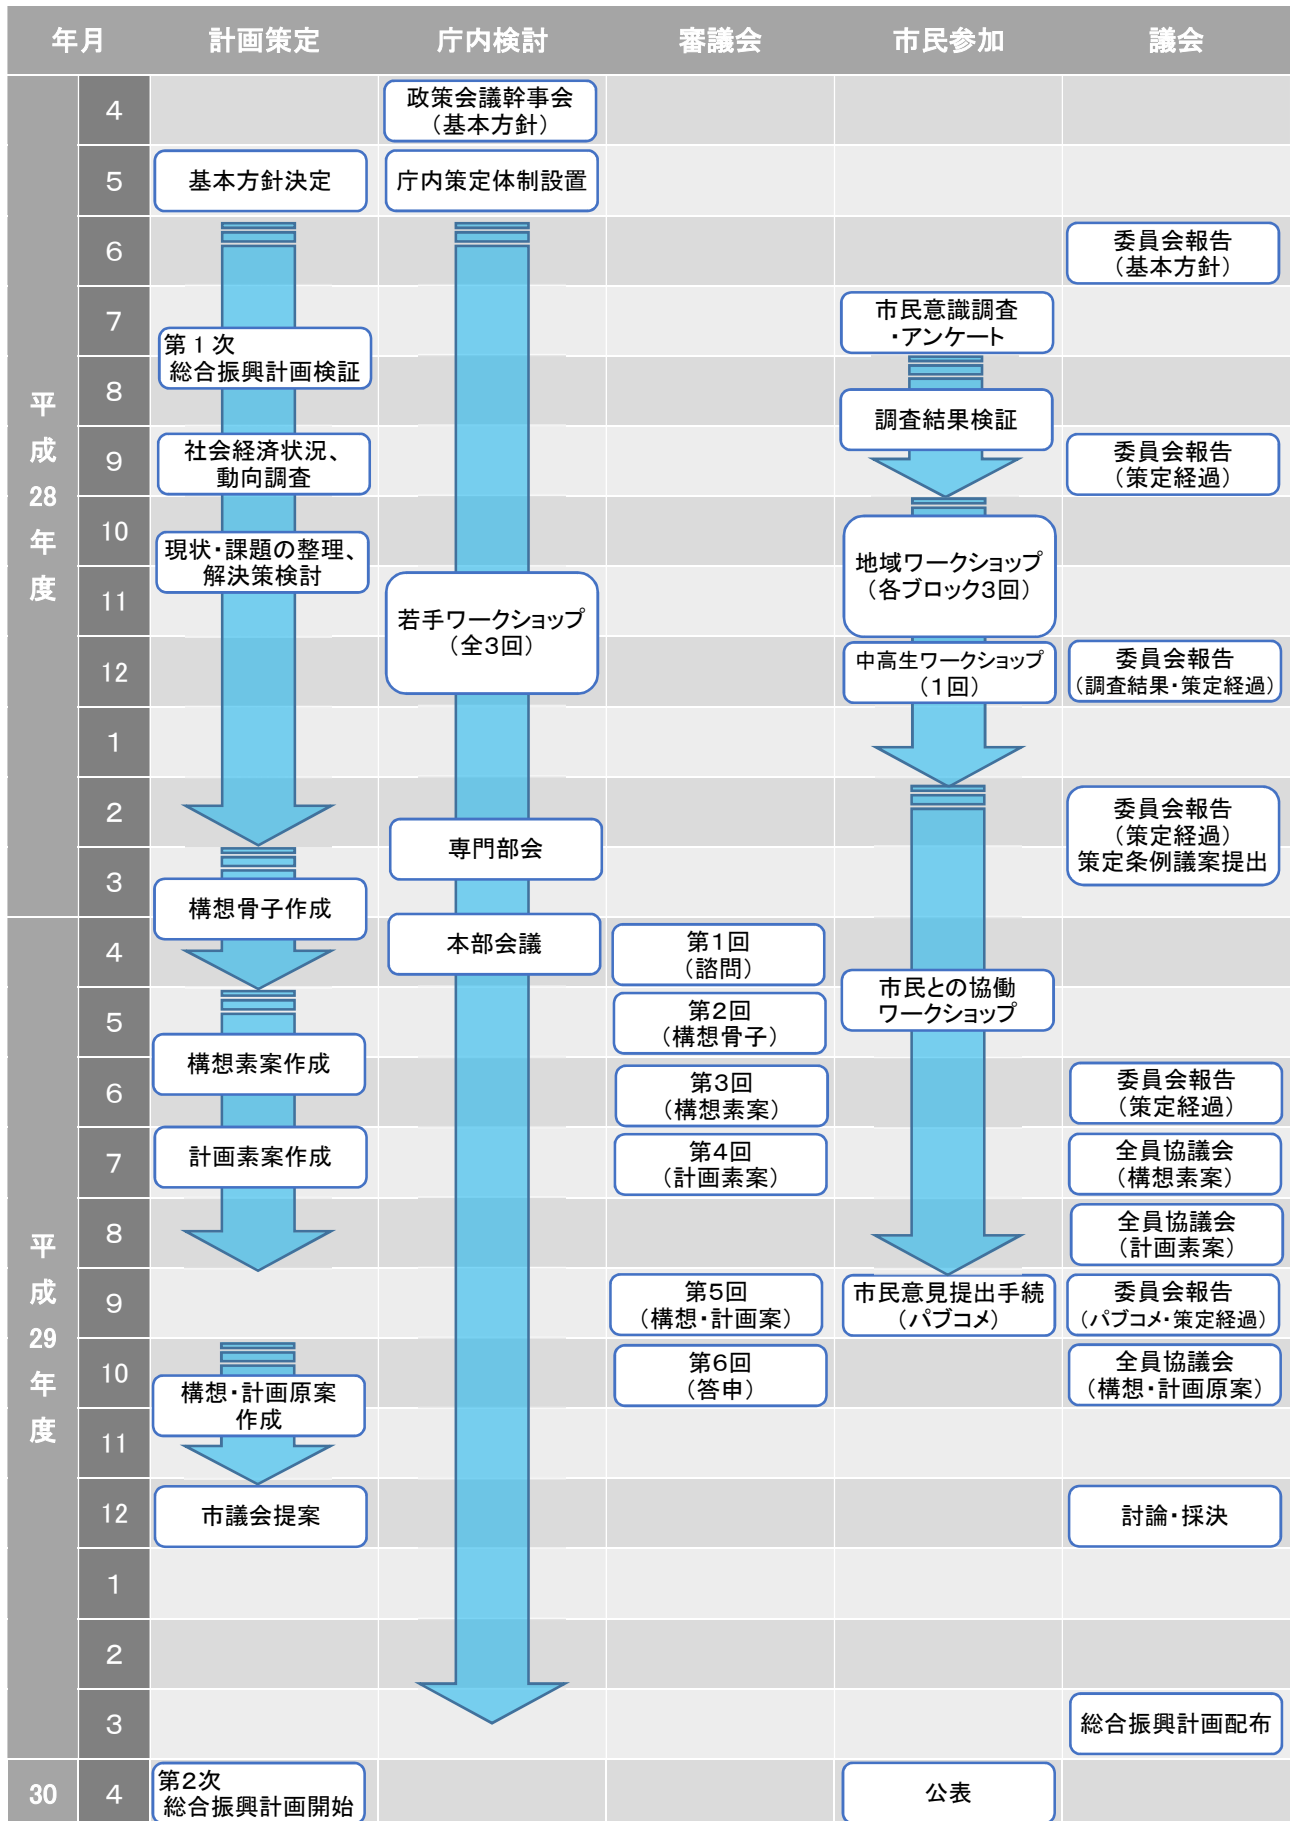 年月 計画策定 庁内検討 審議会 市民参加 議会
平成28年度
4
政策会議幹事会
（基本方針）
5
基本方針決定
庁内策定体制設置
6
委員会報告
（基本方針）
7
市民意識調査
・アンケート
第１次
総合振興計画検証
8
調査結果検証
9
社会経済状況、
動向調査
委員会報告
（策定経過）
10
現状・課題の整理、
解決策検討
地域ワークショップ
（各ブロック3回）
11
若手ワークショップ
（全3回）
12
中高生ワークショップ
（1回）
委員会報告
（調査結果・策定経過）
1
2
専門部会
委員会報告
（策定経過）
策定条例議案提出
3
構想骨子作成
平成29年度
4
本部会議
第1回
（諮問）
市民との協働
ワークショップ
5
第2回
（構想骨子）
構想素案作成
6
第3回
（構想素案）
委員会報告
（策定経過）
7
計画素案作成
第4回
（計画素案）
全員協議会
（構想素案）
8
全員協議会
（計画素案）
9
第5回
（構想・計画案）
市民意見提出手続
（パブコメ）
委員会報告
（パブコメ・策定経過）
10
構想・計画原案
作成
第6回
（答申）
全員協議会
（構想・計画原案）
11
12
市議会提案
討論・採決
1
2
3
総合振興計画配布
30
4
第2次
総合振興計画開始
公表